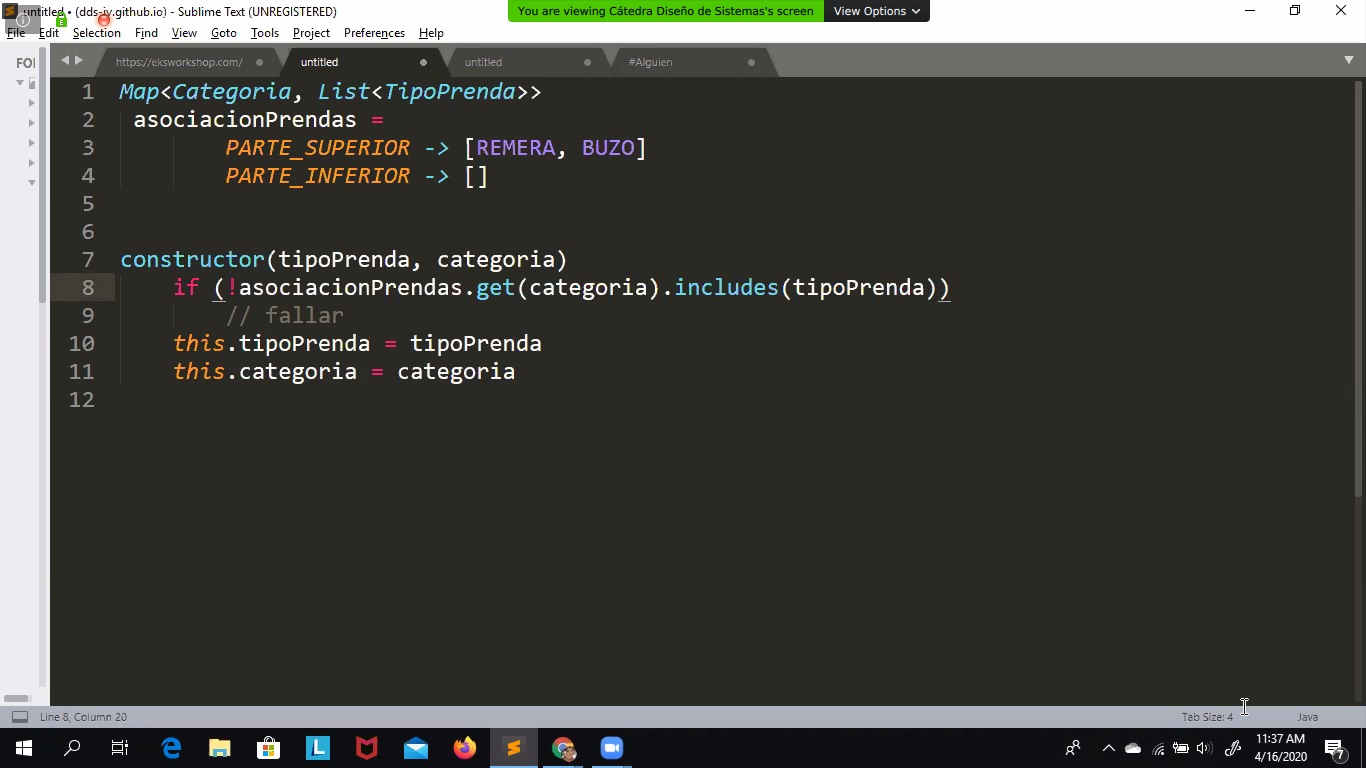 untitled • (dds-jv.github.io) - Sublime Text (UNREGISTERED)
You are viewing Cátedra Diseño de Sistemas's screen
View Options
File Edit Selection Find View Goto Tools Project Preferences Help
FOI
https://eksworkshop.com/
untitled
untitled
#Alguien
1 Map<Categoria, List<TipoPrenda>>
2 asociacionPrendas =
3 PARTE_SUPERIOR -> [REMERA, BUZO]
4 PARTE_INFERIOR -> []
5
6
7 constructor(tipoPrenda, categoria)
8 if (!asociacionPrendas.get(categoria).includes(tipoPrenda))
9 // fallar
10 this.tipoPrenda = tipoPrenda
11 this.categoria = categoria
12
Line 8, Column 20
Tab Size: 4
Java
11:37 AM
4/16/2020
7